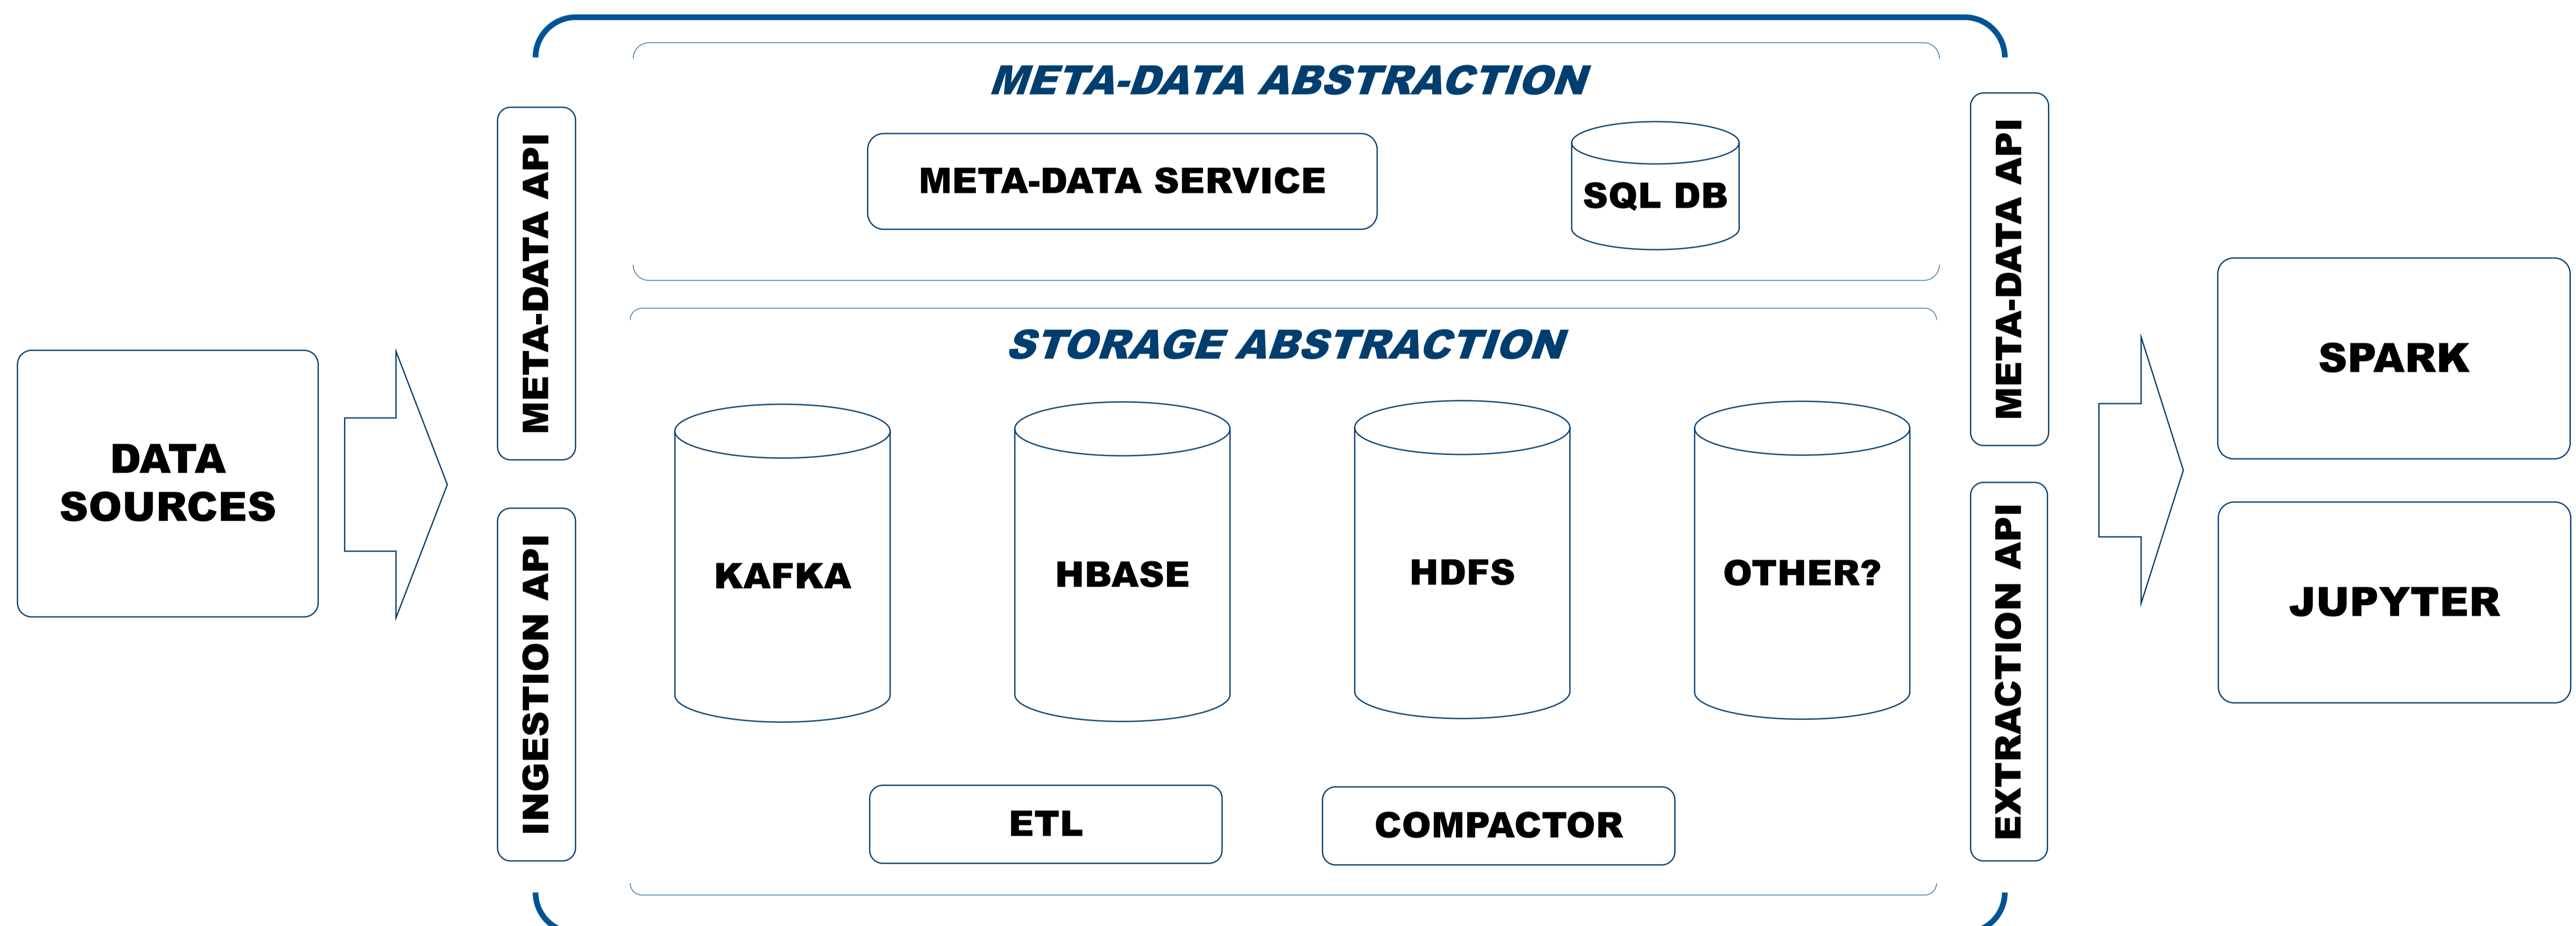 META-DATA ABSTRACTION
META-DATA SERVICE
SQL DB
META-DATA API
META-DATA API
STORAGE ABSTRACTION
DATA
SOURCES
KAFKA
HBASE
HDFS
OTHER?
INGESTION API
EXTRACTION API
ETL
COMPACTOR
SPARK
JUPYTER